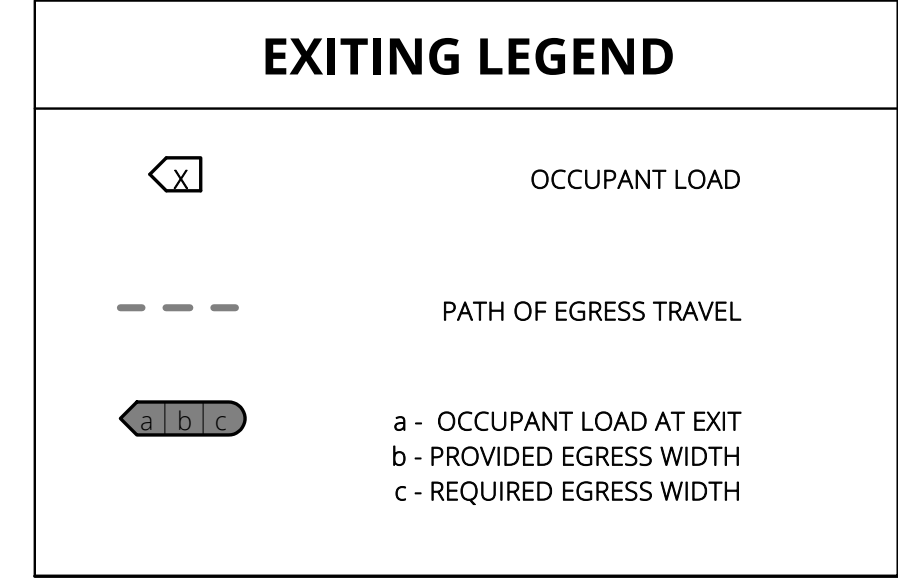 EXITING LEGEND
X OCCUPANT LOAD
PATH OF EGRESS TRAVEL
a b c a - OCCUPANT LOAD AT EXIT
b - PROVIDED EGRESS WIDTH
c - REQUIRED EGRESS WIDTH